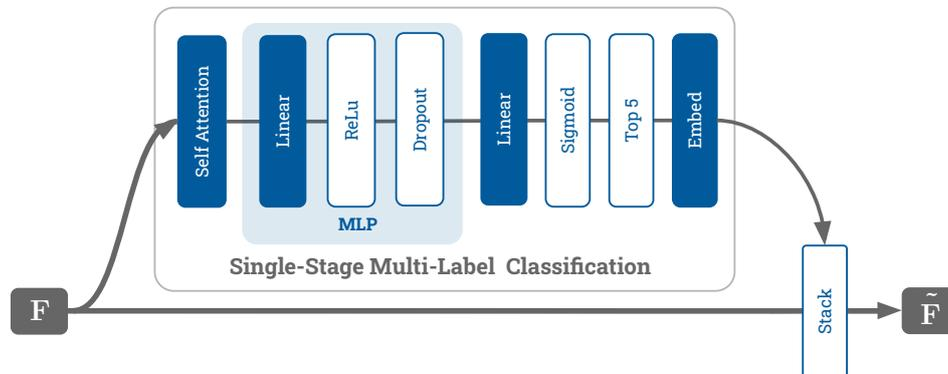 Self Attention
Linear
ReLu
Dropout
Linear
Sigmoid
Top 5
Embed
MLP
Single-Stage Multi-Label Classification
F
Stack
F̃